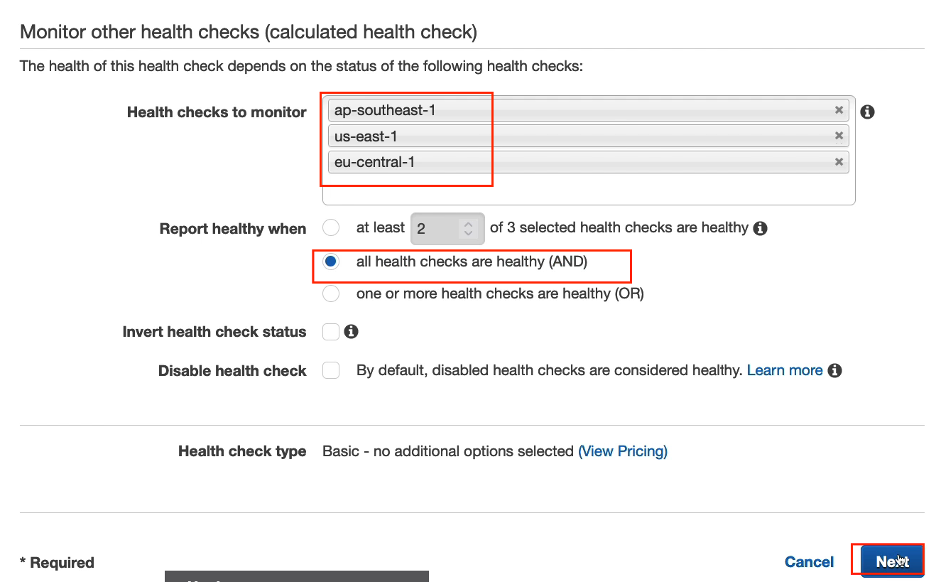 Monitor other health checks (calculated health check)
The health of this health check depends on the status of the following health checks:
Health checks to monitor
ap-southeast-1 ×
us-east-1 ×
eu-central-1 ×
Report healthy when
at least 2 of 3 selected health checks are healthy
all health checks are healthy (AND)
one or more health checks are healthy (OR)
Invert health check status
Disable health check By default, disabled health checks are considered healthy. Learn more
Health check type Basic - no additional options selected (View Pricing)
* Required Cancel Next